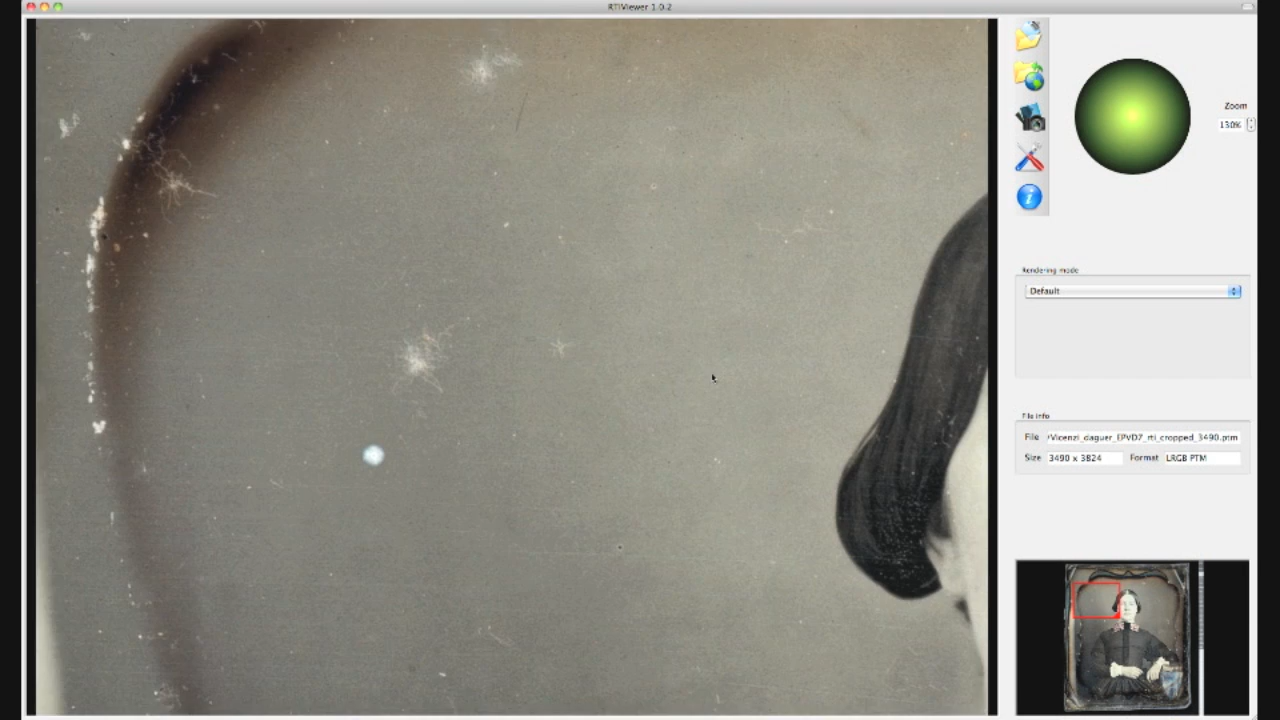 RTIViewer 1.0.2
Zoom
130%
Rendering mode
Default
File info
File /Vicenzi_daguer_EPVD7_rti_cropped_3490.ptm
Size 3490 x 3824 Format LRGB PTM